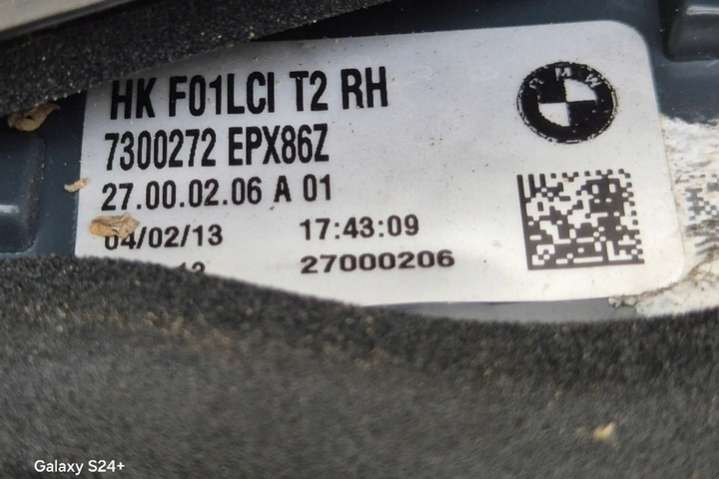 HK F01LCI T2 RH
BMW
7300272 EPX86Z
27.00.02.06 A 01
04/02/13 17:43:09
27000206
Galaxy S24+